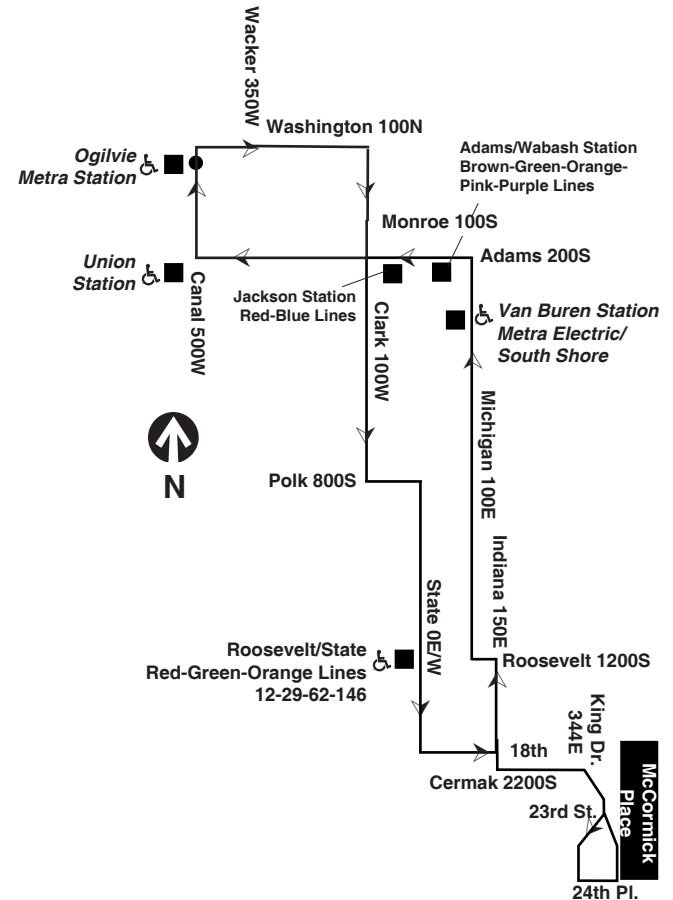 Wacker 350W
Washington 100N
Ogilvie
Metra Station
Adams/Wabash Station
Brown-Green-Orange-
Pink-Purple Lines
Monroe 100S
Adams 200S
Union
Station
Canal 500W
Jackson Station
Red-Blue Lines
Clark 100W
Van Buren Station
Metra Electric/
South Shore
Michigan 100E
N
Polk 800S
Indiana 150E
State 0E/W
Roosevelt/State
Red-Green-Orange Lines
12-29-62-146
Roosevelt 1200S
King Dr.
344E
18th
Cermak 2200S
McCormick
Place
23rd St.
24th Pl.